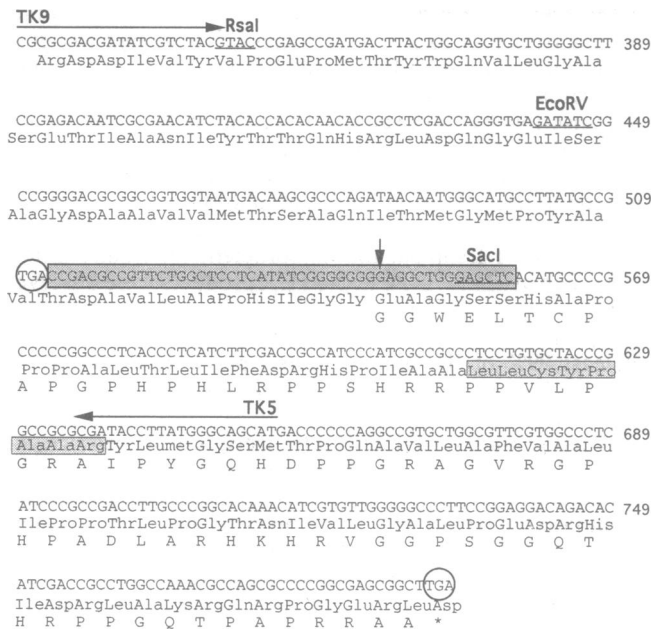 TK9
RsaI
CGCGCGACGATATCGTCTACGTACCCGAGCCGATGACTTACTGGCAGGTGCTGGGGGCTT 389
ArgAspAspIleValTyrValProGluProMetThrTyrTrpGlnValLeuGlyAla
EcoRV
CCGAGACAATCGCGAACATCTACACCACACAACACCGCCTCGACCAGGGTGAGATATCGG 449
SerGluThrIleAlaAsnIleTyrThrThrGlnHisArgLeuAspGlnGlyGluIleSer
CCGGGGACGCGGCGGTGGTAATGACAAGCGCCCAGATAACAATGGGCATGCCTTATGCCG 509
AlaGlyAspAlaAlaValValMetThrSerAlaGlnIleThrMetGlyMetProTyrAla
SacI
TGACCGACGCCGTTCTGGCTCCTCATATCGGGGGGGGAGGCTGGGAGCTCACATGCCCCG 569
ValThrAspAlaValLeuAlaProHisIleGlyGly GluAlaGlySerSerHisAlaPro
G G W E L T C P
CCCCCGGCCCTCACCCTCATCTTCGACCGCCATCCCATCGCCGCCCTCCTGTGCTACCCG 629
ProProAlaLeuThrLeuIlePheAspArgHisProIleAlaAlaLeuLeuCysTyrPro
A P G P H P H L R P P S H R R P P V L P
TK5
GCCGCGCGATACCTTATGGGCAGCATGACCCCCCAGGCCGTGCTGGCGTTCGTGGCCCTC 689
AlaAlaArgTyrLeumetGlySerMetThrProGlnAlaValLeuAlaPheValAlaLeu
G R A I P Y G Q H D P P G R A G V R G P
ATCCCGCCGACCTTGCCCGGCACAAACATCGTGTTGGGGGCCCTTCCGGAGGACAGACAC 749
IleProProThrLeuProGlyThrAsnIleValLeuGlyAlaLeuProGluAspArgHis
H P A D L A R H K H R V G G P S G G Q T
ATCGACCGCCTGGCCAAACGCCAGCGCCCCGGCGAGCGGCTTGA
IleAspArgLeuAlaLysArgGlnArgProGlyGluArgLeuAsp
H R P P G Q T P A P R R A A *